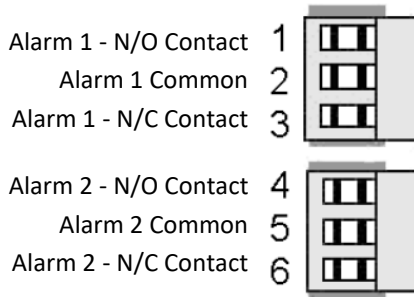 Alarm 1 - N/O Contact 1
Alarm 1 Common 2
Alarm 1 - N/C Contact 3
Alarm 2 - N/O Contact 4
Alarm 2 Common 5
Alarm 2 - N/C Contact 6